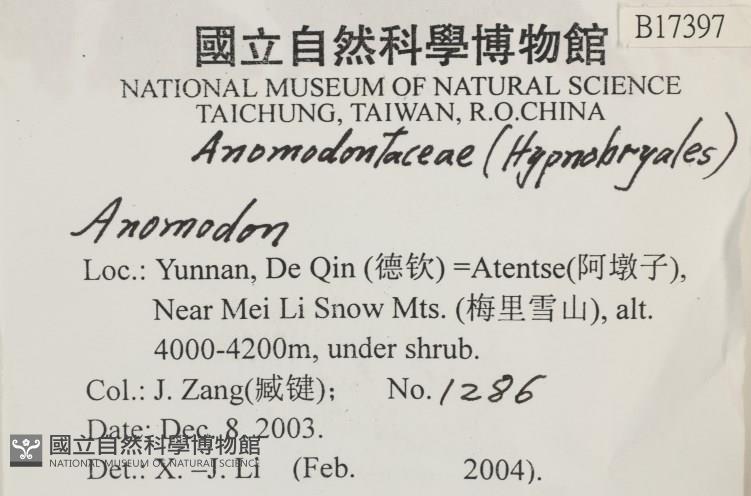 B17397
國立自然科學博物館
NATIONAL MUSEUM OF NATURAL SCIENCE
TAICHUNG, TAIWAN, R.O.CHINA
Anomodontaceae (Hypnobryales)
Anomodon
Loc.: Yunnan, De Qin (德钦) =Atentse(阿墩子),
Near Mei Li Snow Mts. (梅里雪山), alt.
4000-4200m, under shrub.
Col.: J. Zang(臧键); No. 1286
Date: Dec. 8, 2003.
國立自然科學博物館
NATIONAL MUSEUM OF NATURAL SCIENCE
Det.: X. –J. Li (Feb. 2004).